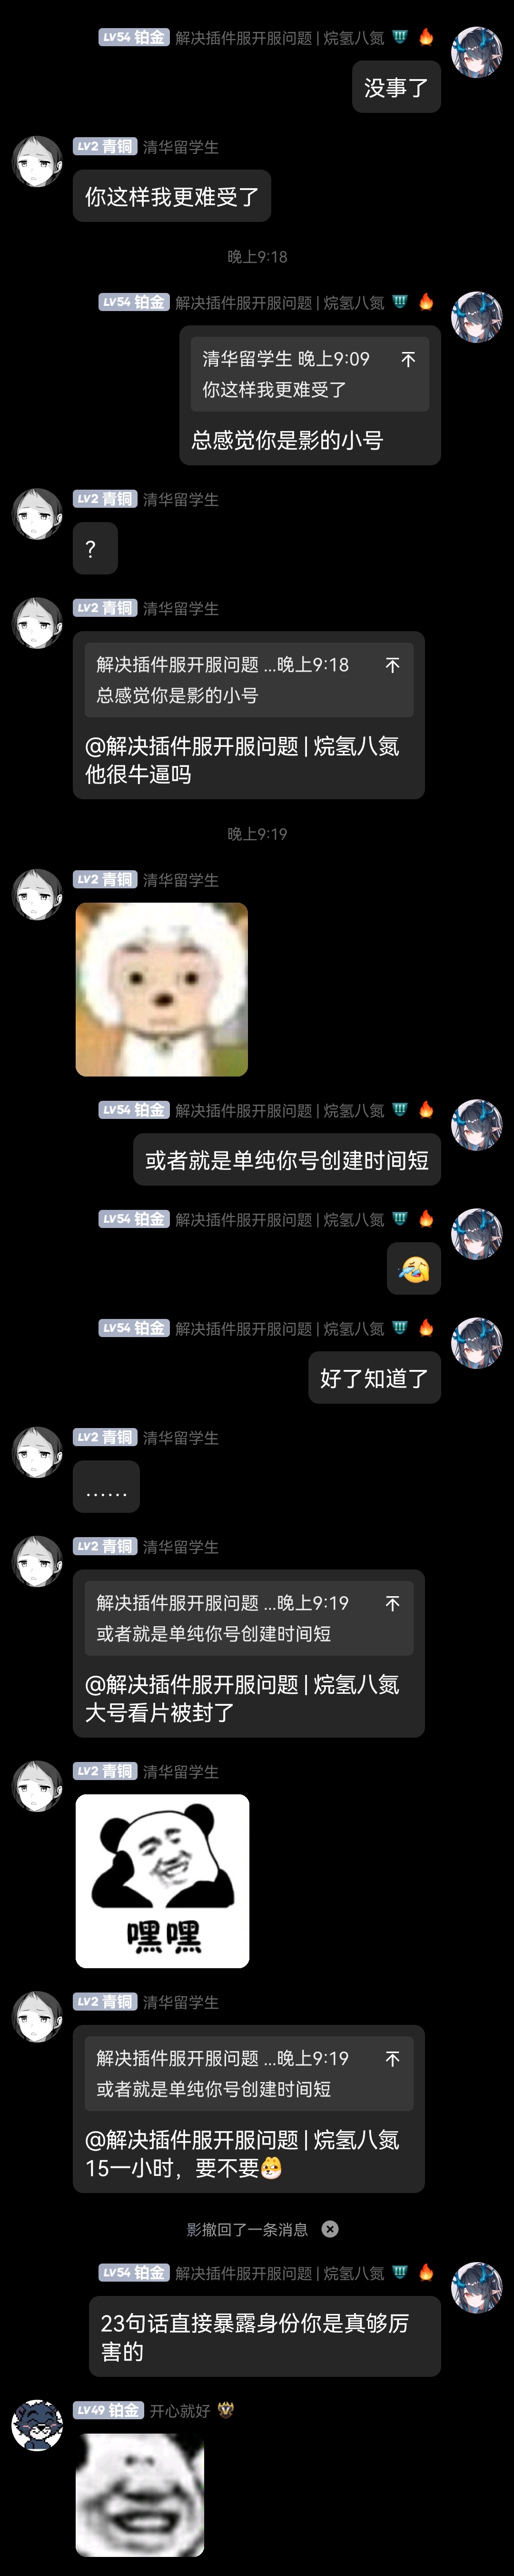 LV54 铂金 解决插件服开服问题 | 烷氢八氮
没事了
LV2 青铜 清华留学生
你这样我更难受了
晚上9:18
LV54 铂金 解决插件服开服问题 | 烷氢八氮
清华留学生 晚上9:09
你这样我更难受了
总感觉你是影的小号
LV2 青铜 清华留学生
?
LV2 青铜 清华留学生
解决插件服开服问题 ...晚上9:18
总感觉你是影的小号
@解决插件服开服问题 | 烷氢八氮
他很牛逼吗
晚上9:19
LV2 青铜 清华留学生
LV54 铂金 解决插件服开服问题 | 烷氢八氮
或者就是单纯你号创建时间短
LV54 铂金 解决插件服开服问题 | 烷氢八氮
🤣
LV54 铂金 解决插件服开服问题 | 烷氢八氮
好了知道了
LV2 青铜 清华留学生
......
LV2 青铜 清华留学生
解决插件服开服问题 ...晚上9:19
或者就是单纯你号创建时间短
@解决插件服开服问题 | 烷氢八氮
大号看片被封了
LV2 青铜 清华留学生
嘿嘿
LV2 青铜 清华留学生
解决插件服开服问题 ...晚上9:19
或者就是单纯你号创建时间短
@解决插件服开服问题 | 烷氢八氮
15一小时，要不要
影撤回了一条消息
LV54 铂金 解决插件服开服问题 | 烷氢八氮
23句话直接暴露身份你是真够厉
害的
LV49 铂金 开心就好